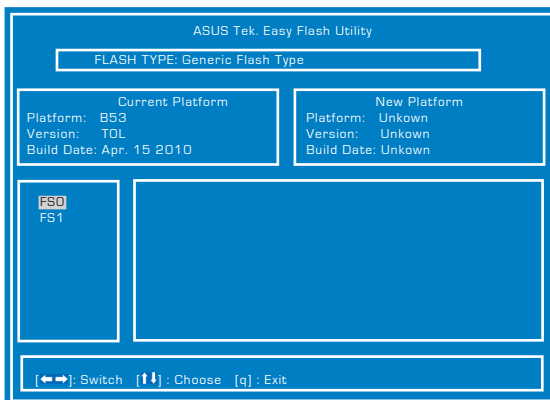 ASUS Tek. Easy Flash Utility
FLASH TYPE: Generic Flash Type
Current Platform
Platform: B53
Version: TOL
Build Date: Apr. 15 2010
New Platform
Platform: Unkown
Version: Unkown
Build Date: Unkown
FS0
FS1
[←→]: Switch [↑↓] : Choose [q] : Exit